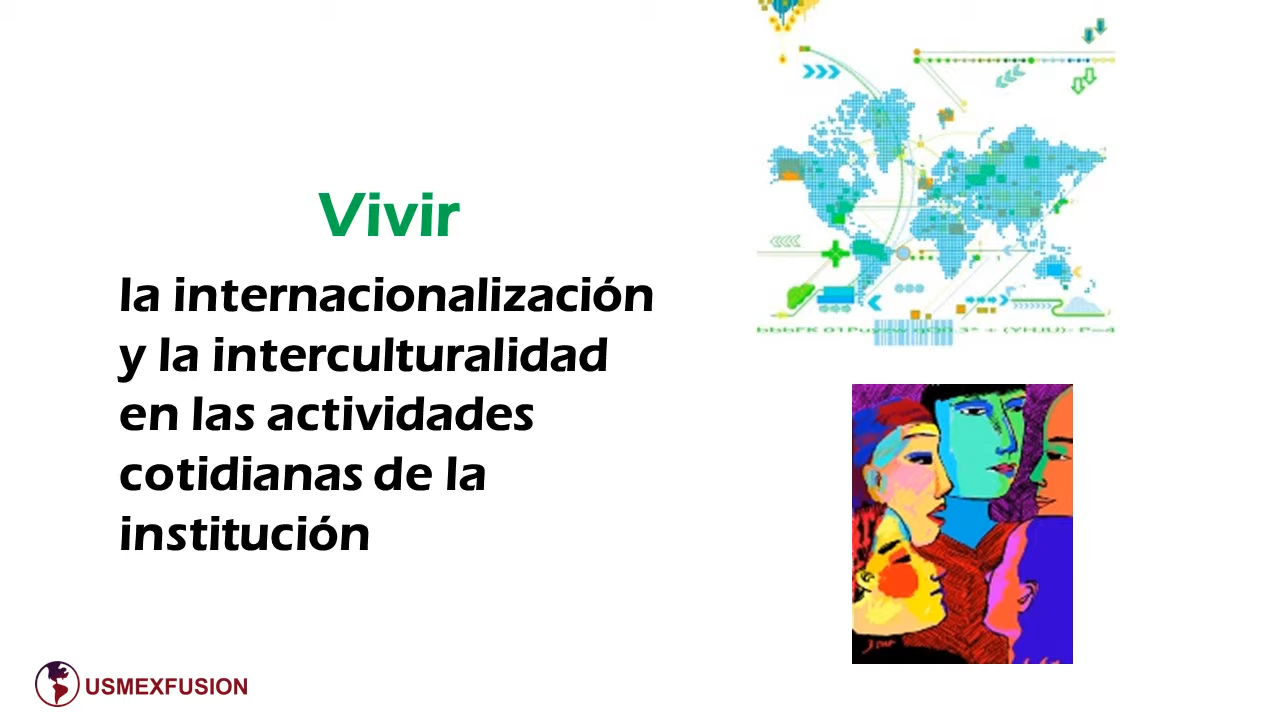 Vivir
la internacionalización
y la interculturalidad
en las actividades
cotidianas de la
institución
USMEXFUSION